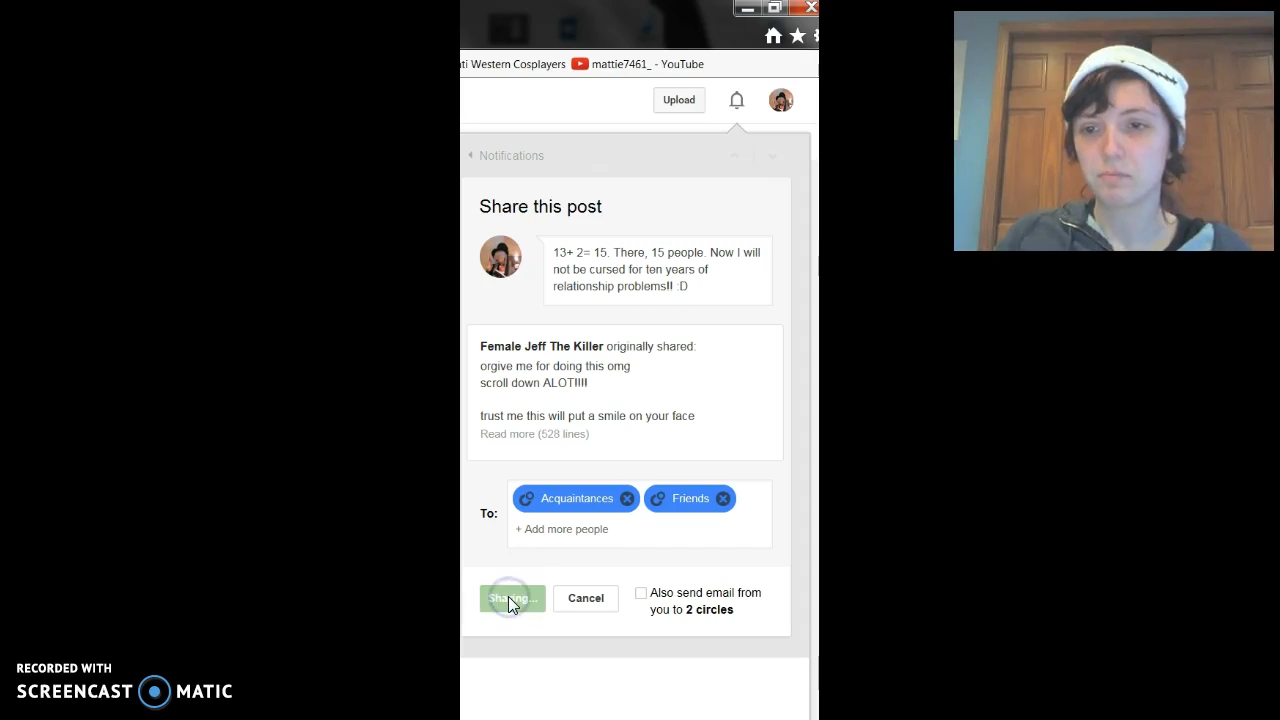 ti Western Cosplayers mattie7461_ - YouTube
Upload
Notifications
Share this post
13+ 2= 15. There, 15 people. Now I will
not be cursed for ten years of
relationship problems!! :D
Female Jeff The Killer originally shared:
orgive me for doing this omg
scroll down ALOT!!!!
trust me this will put a smile on your face
Read more (528 lines)
To:
Acquaintances Friends
+ Add more people
Sharing...
Cancel
Also send email from
you to 2 circles
RECORDED WITH
SCREENCAST MATIC